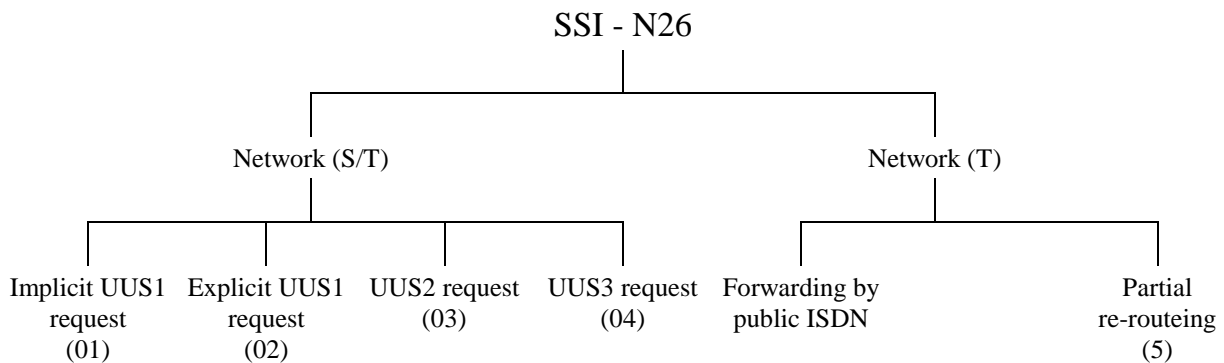 SSI - N26
Network (S/T)
Network (T)
Implicit UUS1
request
(01)
Explicit UUS1
request
(02)
UUS2 request
(03)
UUS3 request
(04)
Forwarding by
public ISDN
Partial
re-routeing
(5)